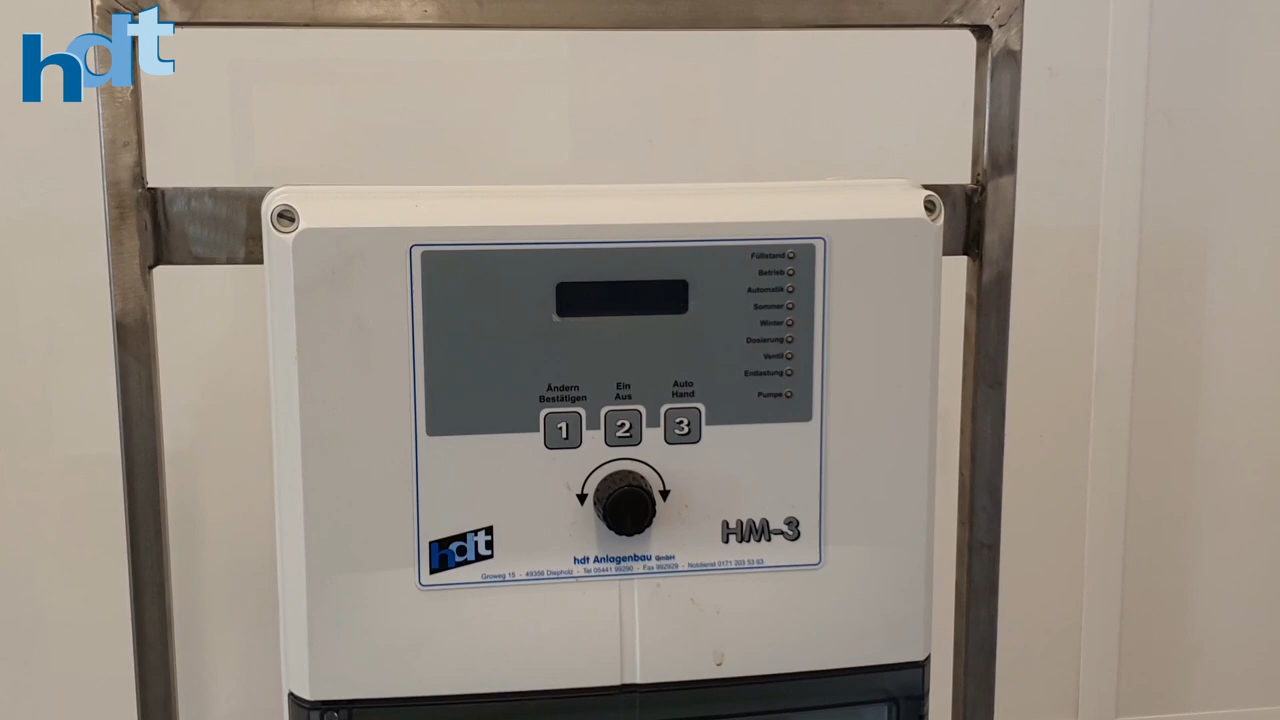 hdt
Füllstand
Betrieb
Automatik
Sommer
Winter
Dosierung
Ventil
Entlastung
Pumpe
Ändern
Bestätigen
Ein
Aus
Auto
Hand
1
2
3
HM-3
hdt
hdt Anlagenbau GmbH
Groweg 15 - 49356 Diepholz - Tel 05441 99290 - Fax 992929 - Notdienst 0171 203 53 63